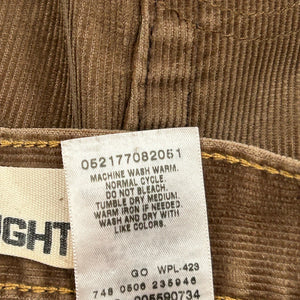 052177082051
MACHINE WASH WARM.
NORMAL CYCLE.
DO NOT BLEACH.
TUMBLE DRY MEDIUM.
WARM IRON IF NEEDED.
WASH AND DRY WITH
LIKE COLORS.
IGHT
GO WPL-423
748 0506 235946
005590734